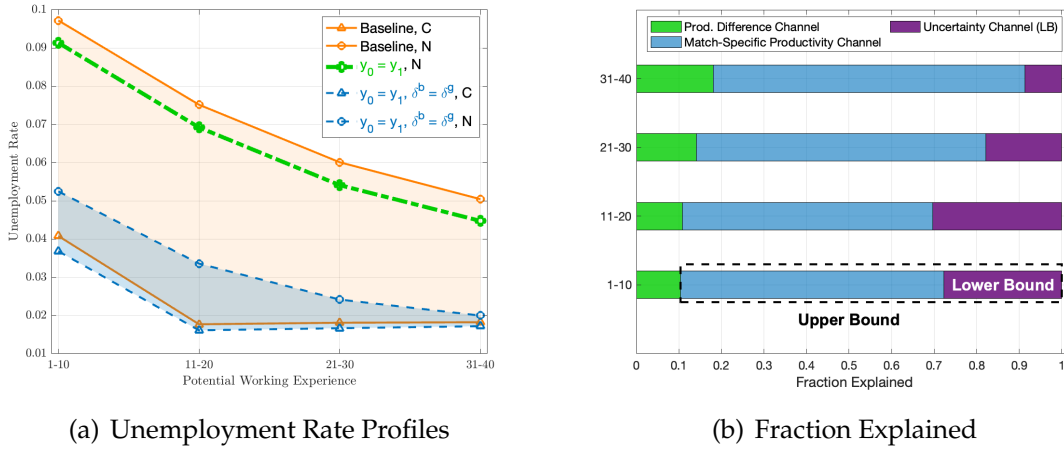 0.1
0.09
0.08
0.07
0.06
0.05
0.04
0.03
0.02
0.01
Unemployment Rate
1-10
11-20
21-30
31-40
Potential Working Experience
Baseline, C
Baseline, N
y₀ = y₁, N
y₀ = y₁, δᵇ = δᵍ, C
y₀ = y₁, δᵇ = δᵍ, N
(a) Unemployment Rate Profiles
Prod. Difference Channel
Match-Specific Productivity Channel
Uncertainty Channel (LB)
31-40
21-30
11-20
1-10
Lower Bound
Upper Bound
0 0.1 0.2 0.3 0.4 0.5 0.6 0.7 0.8 0.9 1
Fraction Explained
(b) Fraction Explained